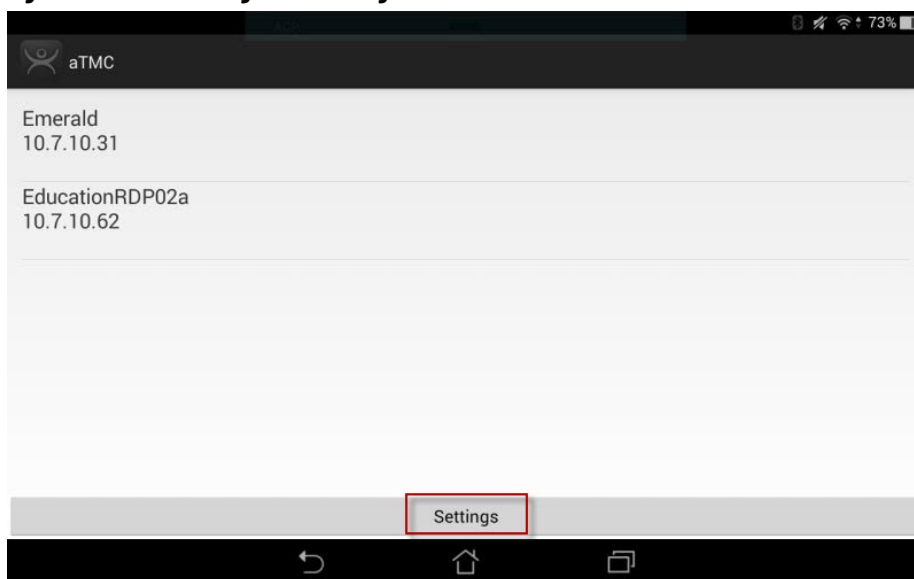 73%
aTMC
Emerald
10.7.10.31
EducationRDP02a
10.7.10.62
Settings